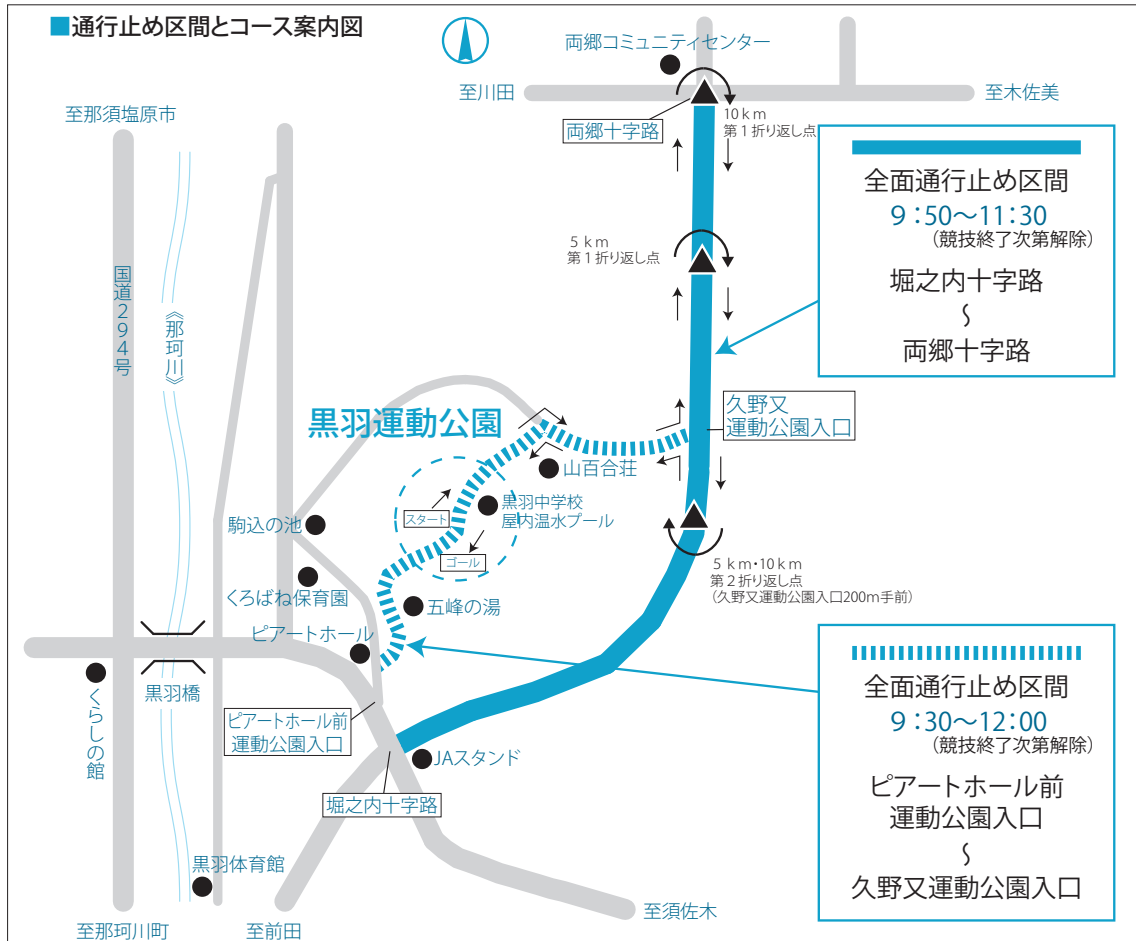 ■通行止め区間とコース案内図
両郷コミュニティセンター
至川田
至木佐美
至那須塩原市
両郷十字路
10km
第1折り返し点
全面通行止め区間
9:50〜11:30
(競技終了次第解除)
堀之内十字路
〜
両郷十字路
5km
第1折り返し点
国道294号
《那珂川》
黒羽運動公園
久野又
運動公園入口
山百合荘
黒羽中学校
屋内温水プール
スタート
ゴール
駒込の池
くろばね保育園
五峰の湯
5km・10km
第2折り返し点
(久野又運動公園入口200m手前)
ピアートホール
黒羽橋
くらしの館
ピアートホール前
運動公園入口
JAスタンド
堀之内十字路
全面通行止め区間
9:30〜12:00
(競技終了次第解除)
ピアートホール前
運動公園入口
〜
久野又運動公園入口
黒羽体育館
至那珂川町
至前田
至須佐木